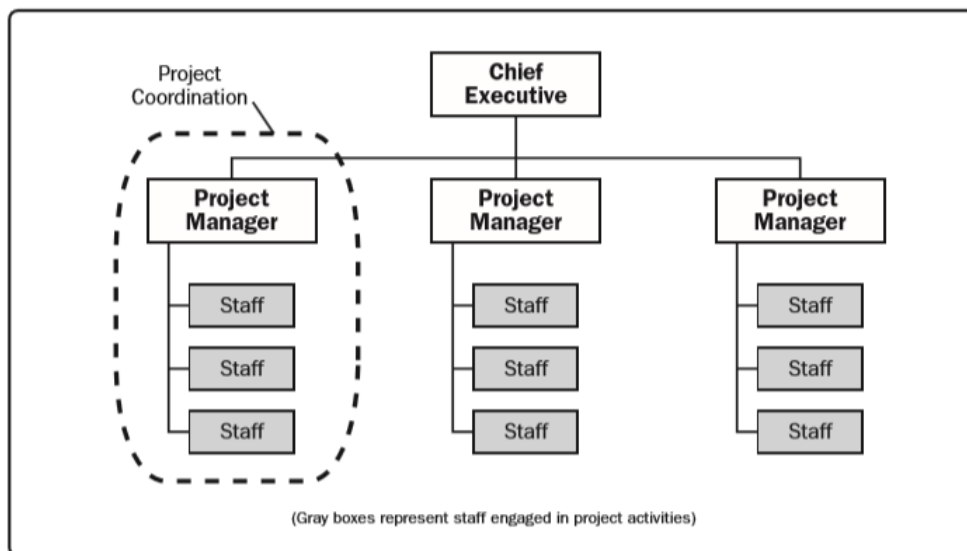 Project
Coordination
Chief
Executive
Project
Manager
Project
Manager
Project
Manager
Staff
Staff
Staff
Staff
Staff
Staff
Staff
Staff
Staff
(Gray boxes represent staff engaged in project activities)